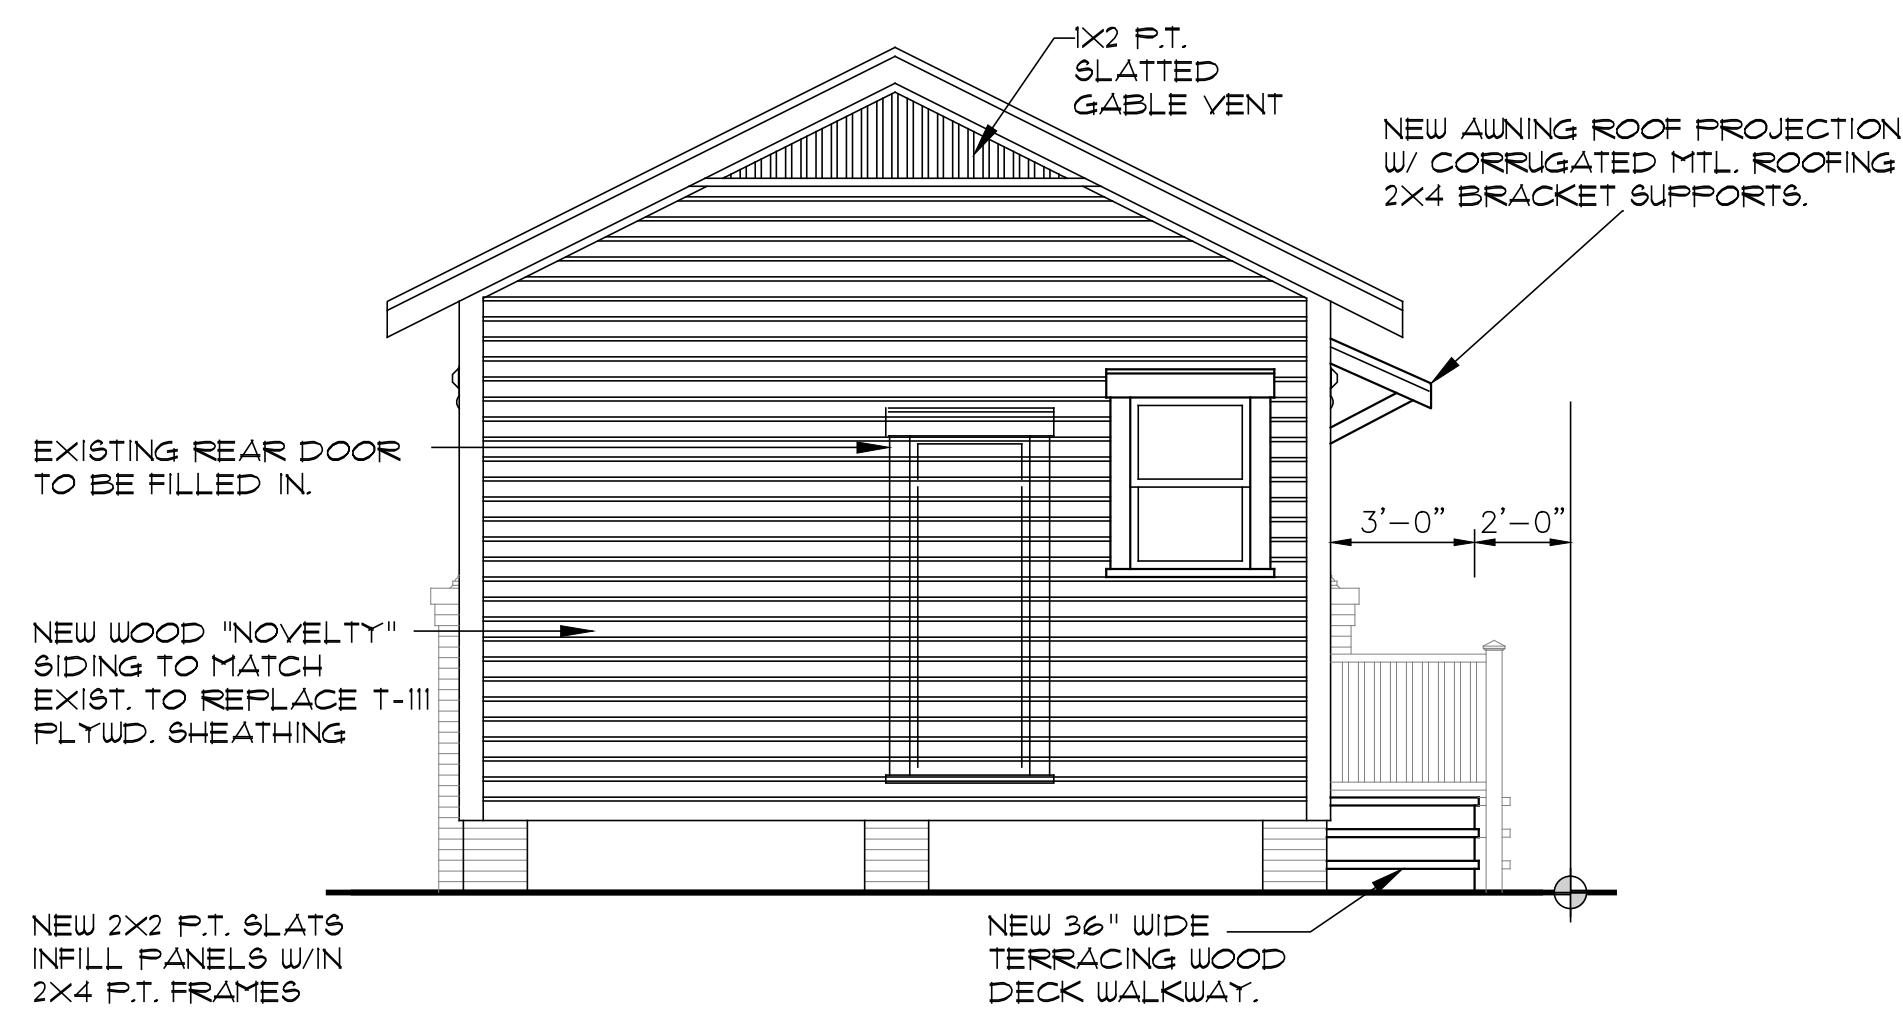 1X2 P.T.
SLATTED
GABLE VENT
NEW AWNING ROOF PROJECTION
W/ CORRUGATED MTL. ROOFING
2X4 BRACKET SUPPORTS.
EXISTING REAR DOOR
TO BE FILLED IN.
3'-0" 2'-0"
NEW WOOD "NOVELTY"
SIDING TO MATCH
EXIST. TO REPLACE T-111
PLYWD. SHEATHING
NEW 2X2 P.T. SLATS
INFILL PANELS W/IN
2X4 P.T. FRAMES
NEW 36" WIDE
TERRACING WOOD
DECK WALKWAY.